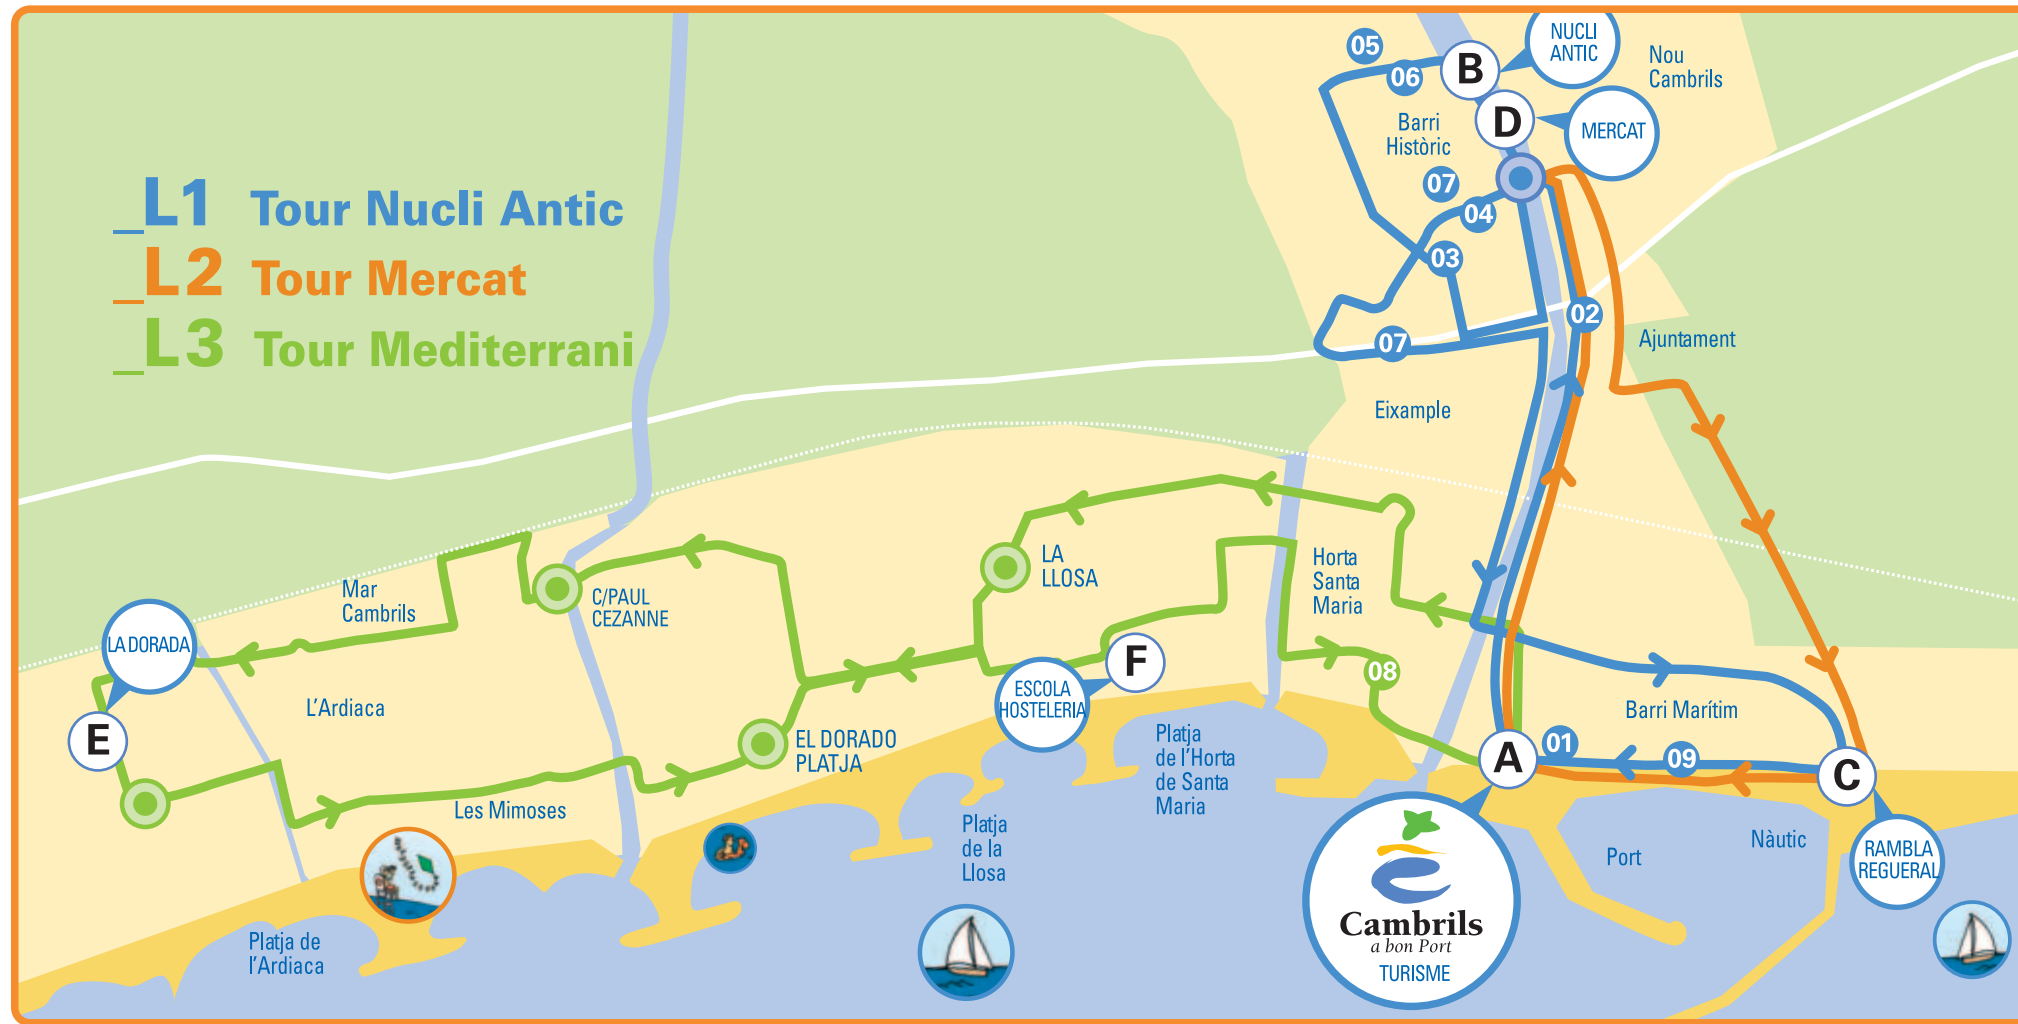 _L1 Tour Nucli Antic
_L2 Tour Mercat
_L3 Tour Mediterrani
05
06
B
NUCLI
ANTIC
Nou
Cambrils
Barri
Històric
D
MERCAT
07
04
03
07
02
Ajuntament
Eixample
LA
LLOSA
Horta
Santa
Maria
Mar
Cambrils
C/PAUL
CEZANNE
LA DORADA
E
L'Ardiaca
ESCOLA
HOSTELERIA
F
08
Barri Marítim
EL DORADO
PLATJA
Platja
de l'Horta
de Santa
Maria
A
01
09
C
Les Mimoses
Platja
de la
Llosa
Port
Nàutic
RAMBLA
REGUERAL
Cambrils
a bon Port
TURISME
Platja de
l'Ardiaca